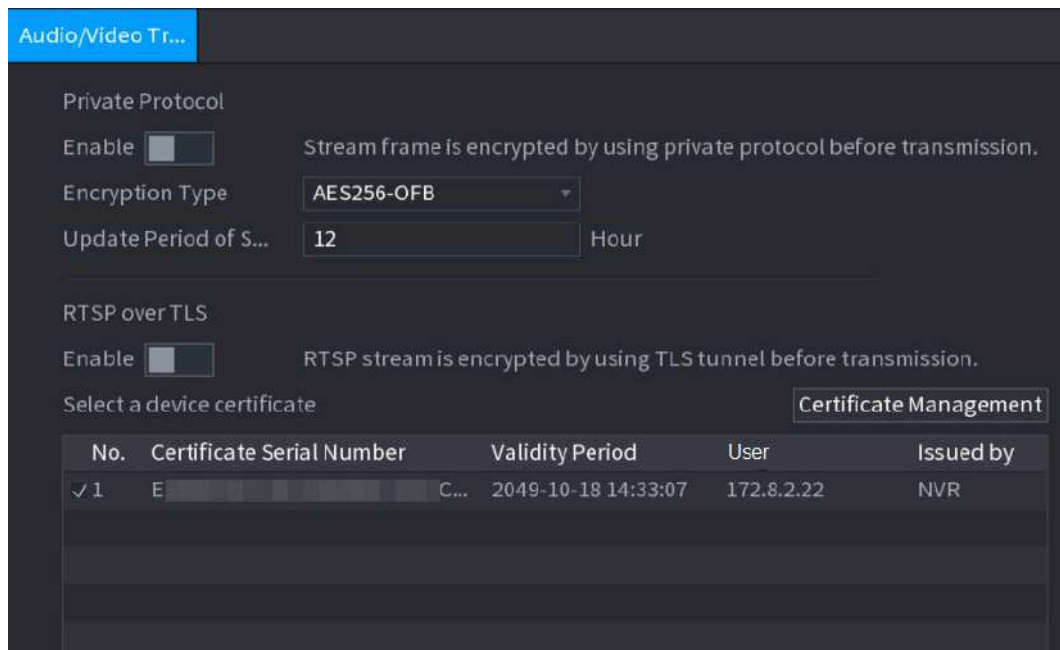 Audio/Video Tr...
Private Protocol
Enable Stream frame is encrypted by using private protocol before transmission.
Encryption Type AES256-OFB
Update Period of S... 12 Hour
RTSP over TLS
Enable RTSP stream is encrypted by using TLS tunnel before transmission.
Select a device certificate Certificate Management
No. Certificate Serial Number Validity Period User Issued by
1 E C... 2049-10-18 14:33:07 172.8.2.22 NVR